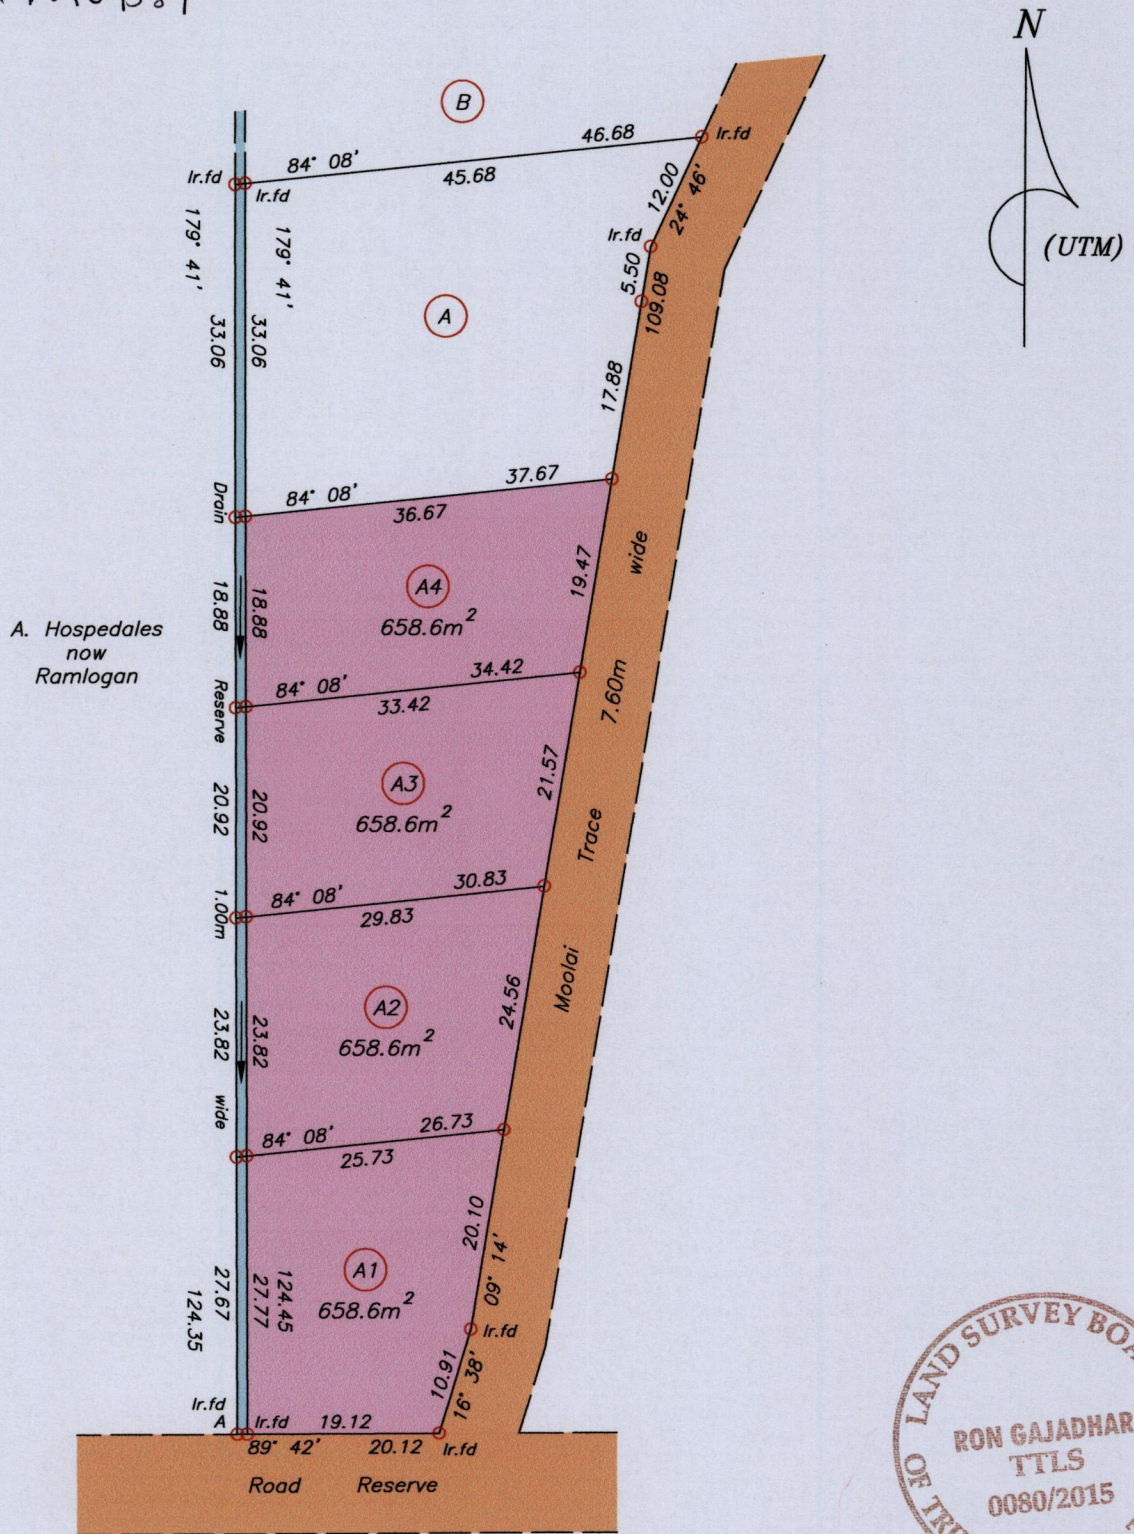 N
(UTM)
B
46.68
Ir.fd
84° 08'
45.68
Ir.fd
Ir.fd
12.00
24° 46'
Ir.fd
179° 41'
179° 41'
5.50
109.08
A
33.06
33.06
17.88
37.67
84° 08'
36.67
Drain
wide
19.47
A4
658.6m²
18.88
18.88
A. Hospedales
now
Ramlogan
34.42
84° 08'
33.42
7.60m
Reserve
21.57
A3
658.6m²
20.92
20.92
Trace
30.83
84° 08'
29.83
1.00m
Moolai
24.56
A2
658.6m²
23.82
23.82
26.73
84° 08'
25.73
wide
20.10
09° 14'
A1
658.6m²
27.67
124.35
124.45
27.77
Ir.fd
10.91
16° 38'
Ir.fd
A
Ir.fd
19.12
89° 42'
20.12
Ir.fd
Road Reserve
LAND SURVEY BOA
RON GAJADHAR
TTLS
0080/2015
OF TR